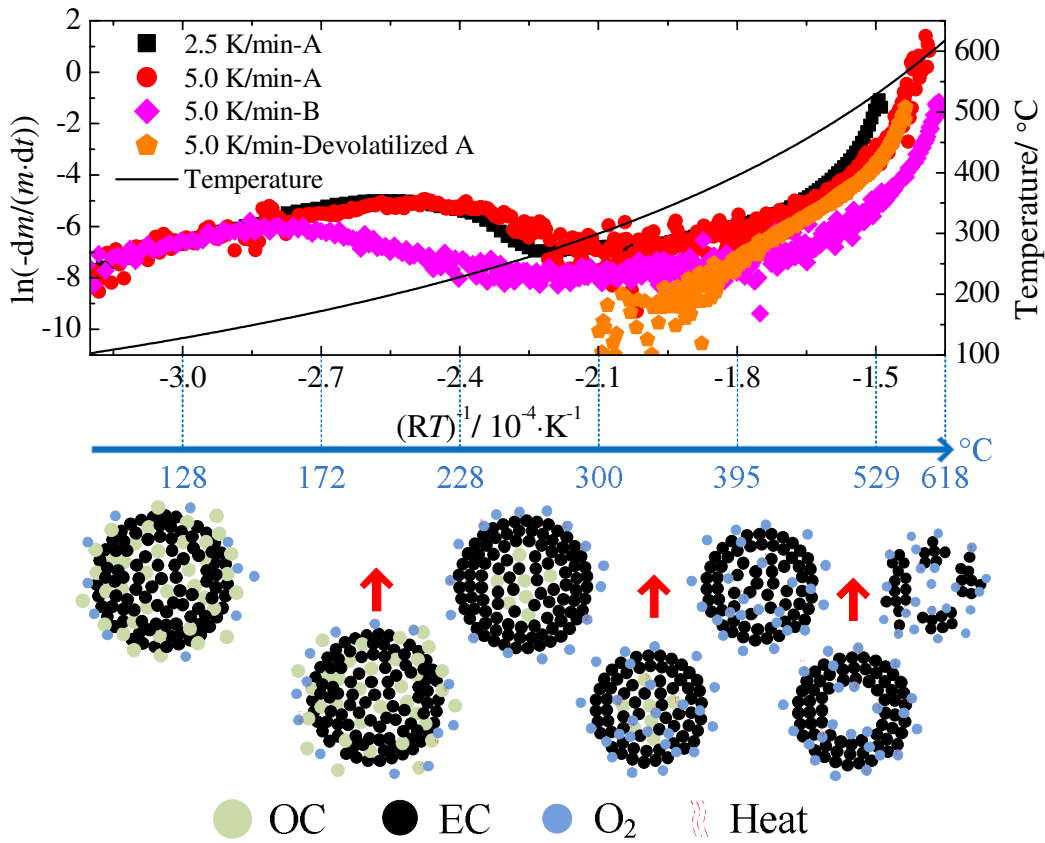 ln(-dm/(m·dt))
2
0
-2
-4
-6
-8
-10
2.5 K/min-A
5.0 K/min-A
5.0 K/min-B
5.0 K/min-Devolatilized A
Temperature
600
500
400
300
200
100
Temperature/ °C
-3.0 -2.7 -2.4 -2.1 -1.8 -1.5
(RT)⁻¹/ 10⁻⁴·K⁻¹
°C
128 172 228 300 395 529 618
OC EC O₂ Heat